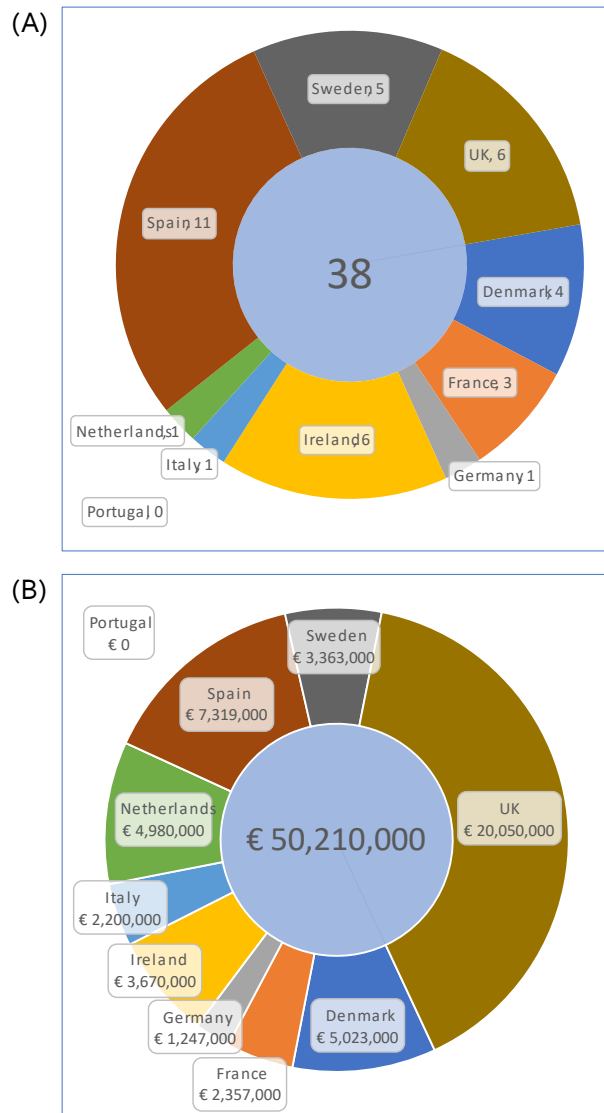 (A)
Sweden, 5
UK, 6
Spain, 11
38
Denmark, 4
France, 3
Netherlands, 1
Ireland, 6
Italy, 1
Germany, 1
Portugal, 0
(B)
Portugal
€ 0
Sweden
€ 3,363,000
Spain
€ 7,319,000
Netherlands
€ 4,980,000
€ 50,210,000
UK
€ 20,050,000
Italy
€ 2,200,000
Ireland
€ 3,670,000
Germany
€ 1,247,000
Denmark
€ 5,023,000
France
€ 2,357,000